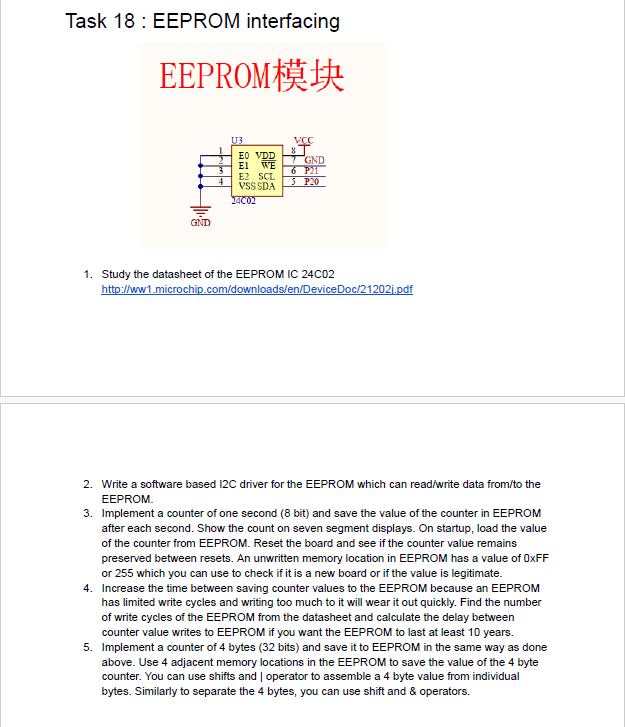 Task 18 : EEPROM interfacing
EEPROM模块
U3
VCC
1 E0 VDD 8
2 E1 WE 7 GND
3 E2 SCL 6 P21
4 VSS SDA 5 P20
24C02
GND
1. Study the datasheet of the EEPROM IC 24C02
http://ww1.microchip.com/downloads/en/DeviceDoc/21202j.pdf
2. Write a software based I2C driver for the EEPROM which can read/write data from/to the
EEPROM.
3. Implement a counter of one second (8 bit) and save the value of the counter in EEPROM
after each second. Show the count on seven segment displays. On startup, load the value
of the counter from EEPROM. Reset the board and see if the counter value remains
preserved between resets. An unwritten memory location in EEPROM has a value of 0xFF
or 255 which you can use to check if it is a new board or if the value is legitimate.
4. Increase the time between saving counter values to the EEPROM because an EEPROM
has limited write cycles and writing too much to it will wear it out quickly. Find the number
of write cycles of the EEPROM from the datasheet and calculate the delay between
counter value writes to EEPROM if you want the EEPROM to last at least 10 years.
5. Implement a counter of 4 bytes (32 bits) and save it to EEPROM in the same way as done
above. Use 4 adjacent memory locations in the EEPROM to save the value of the 4 byte
counter. You can use shifts and | operator to assemble a 4 byte value from individual
bytes. Similarly to separate the 4 bytes, you can use shift and & operators.